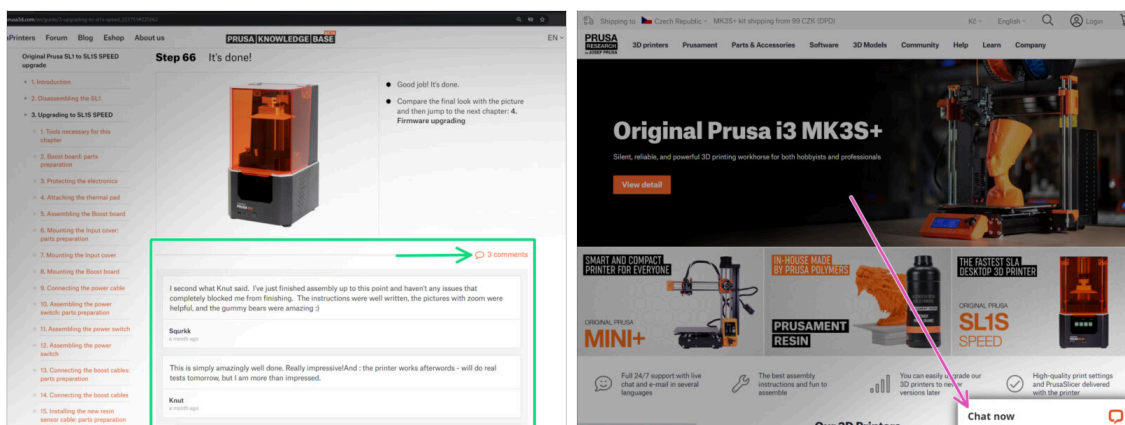 prusa3d.com/en/guide/3-upgrading-to-sl1s-speed_223751#225662
Printers Forum Blog Eshop About us
PRUSA KNOWLEDGE BASE
EN
Original Prusa SL1 to SL1S SPEED
upgrade
1. Introduction
2. Disassembling the SL1
3. Upgrading to SL1S SPEED
1. Tools necessary for this
chapter
2. Boost board: parts
preparation
3. Protecting the electronics
4. Attaching the thermal pad
5. Assembling the Boost board
6. Mounting the Input cover:
parts preparation
7. Mounting the Input cover
8. Mounting the Boost board
9. Connecting the power cable
10. Assembling the power
switch: parts preparation
11. Assembling the power switch
12. Assembling the power
switch
13. Connecting the boost cables:
parts preparation
14. Connecting the boost cables
15. Installing the new resin
sensor cable: parts preparation
Step 66 It's done!
Good job! It's done.
Compare the final look with the picture
and then jump to the next chapter: 4.
Firmware upgrading
3 comments
I second what Knut said. I've just finished assembly up to this point and haven't any issues that
completely blocked me from finishing. The instructions were well written, the pictures with zoom were
helpful, and the gummy bears were amazing :)
Squrkk
a month ago
This is simply amazingly well done. Really impressive!And : the printer works afterwords - will do real
tests tomorrow, but I am more than impressed.
Knut
a month ago
Shipping to Czech Republic - MK3S+ kit shipping from 99 CZK (DPD)
Kč English Login
PRUSA
RESEARCH
by JOSEF PRUSA
3D printers Prusament Parts & Accessories Software 3D Models Community Help Learn Company
Original Prusa i3 MK3S+
Silent, reliable, and powerful 3D printing workhorse for both hobbyists and professionals
View detail
SMART AND COMPACT
PRINTER FOR EVERYONE
ORIGINAL PRUSA
MINI+
IN-HOUSE MADE
BY PRUSA POLYMERS
PRUSAMENT
RESIN
THE FASTEST SLA
DESKTOP 3D PRINTER
ORIGINAL PRUSA
SL1S
SPEED
Full 24/7 support with live
chat and e-mail in several
languages
The best assembly
instructions and fun to
assemble
You can easily upgrade our
3D printers to newer
versions later
High-quality print settings
and PrusaSlicer delivered
with the printer
Our 3D Printers
Chat now